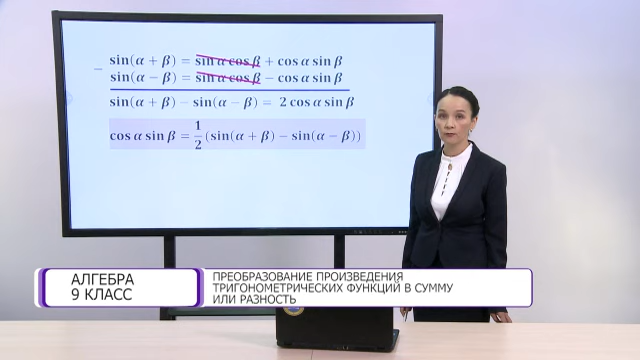 sin(α + β) = sin α cos β + cos α sin β
−
sin(α − β) = sin α cos β − cos α sin β
sin(α + β) − sin(α − β) = 2 cos α sin β
cos α sin β = 1/2 (sin(α + β) − sin(α − β))
АЛГЕБРА
9 КЛАСС
ПРЕОБРАЗОВАНИЕ ПРОИЗВЕДЕНИЯ
ТРИГОНОМЕТРИЧЕСКИХ ФУНКЦИЙ В СУММУ
ИЛИ РАЗНОСТЬ